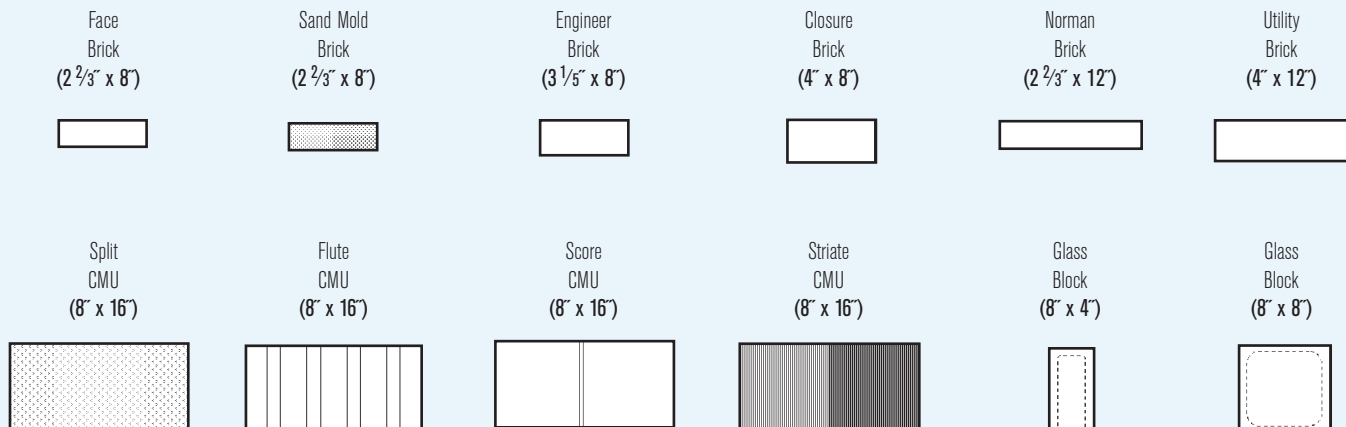 Face
Brick
(2 2/3″ x 8″)
Sand Mold
Brick
(2 2/3″ x 8″)
Engineer
Brick
(3 1/5″ x 8″)
Closure
Brick
(4″ x 8″)
Norman
Brick
(2 2/3″ x 12″)
Utility
Brick
(4″ x 12″)
Split
CMU
(8″ x 16″)
Flute
CMU
(8″ x 16″)
Score
CMU
(8″ x 16″)
Striate
CMU
(8″ x 16″)
Glass
Block
(8″ x 4″)
Glass
Block
(8″ x 8″)